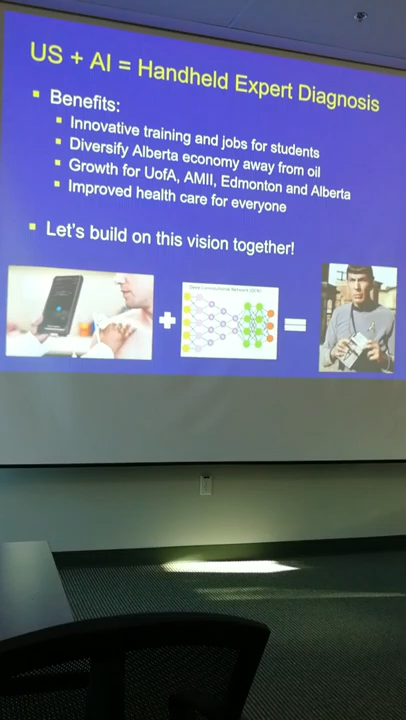 US + AI = Handheld Expert Diagnosis
Benefits:
Innovative training and jobs for students
Diversify Alberta economy away from oil
Growth for UofA, AMII, Edmonton and Alberta
Improved health care for everyone
Let's build on this vision together!